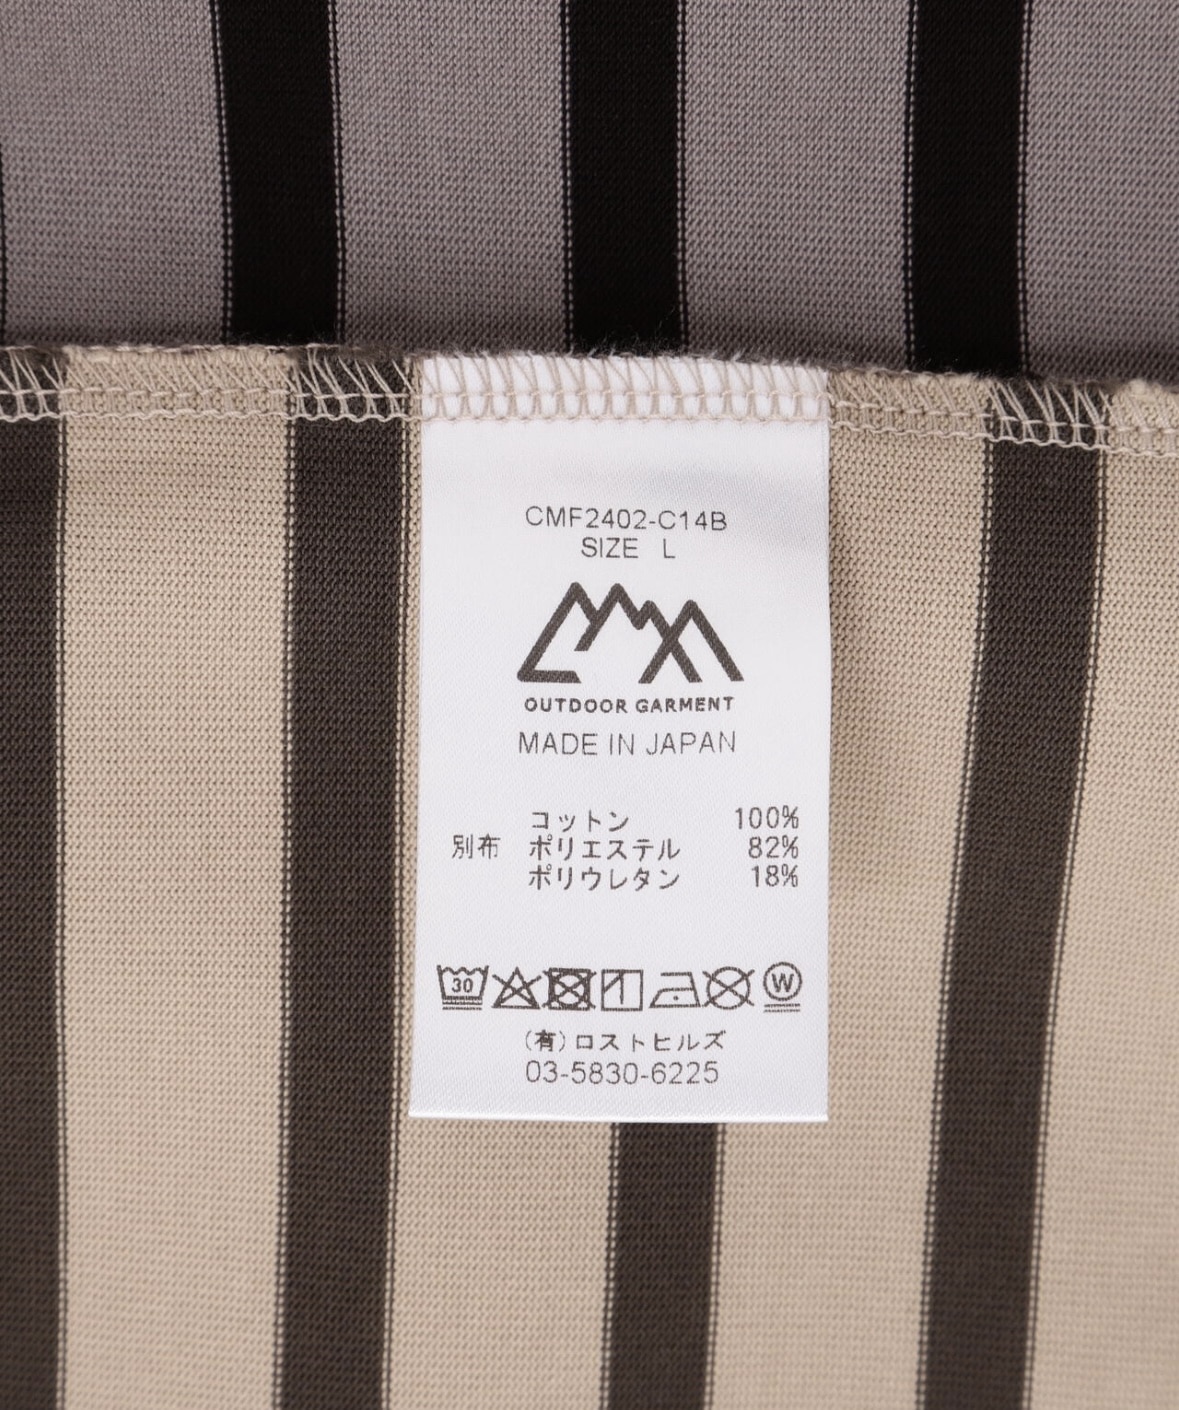 CMF2402-C14B
SIZE L
OUTDOOR GARMENT
MADE IN JAPAN
コットン 100%
別布 ポリエステル 82%
ポリウレタン 18%
30 W
(有)ロストヒルズ
03-5830-6225